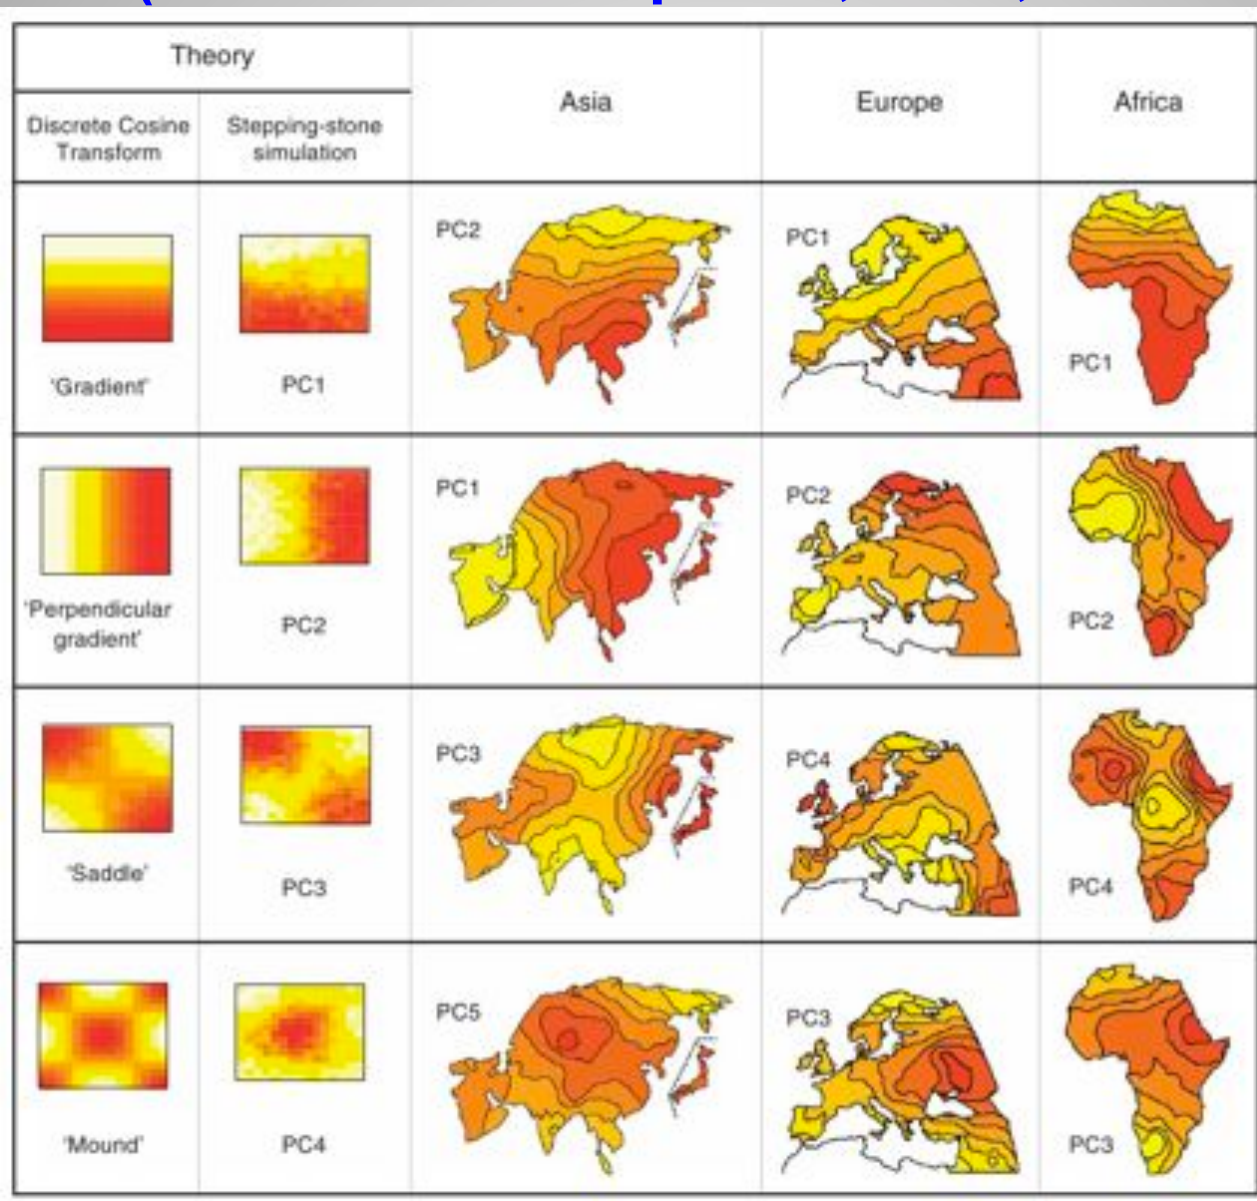 Theory
Asia
Europe
Africa
Discrete Cosine
Transform
Stepping-stone
simulation
'Gradient'
PC1
PC2
PC1
PC1
'Perpendicular
gradient'
PC2
PC1
PC2
PC2
'Saddle'
PC3
PC3
PC4
PC4
'Mound'
PC4
PC5
PC3
PC3